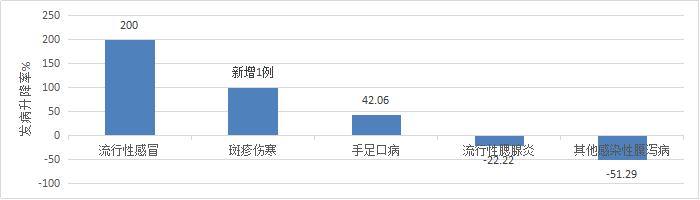 发病升降率%
250
200
150
100
50
0
-50
-100
200
新增1例
42.06
-22.22
-51.29
流行性感冒
斑疹伤寒
手足口病
流行性腮腺炎
其他感染性腹泻病